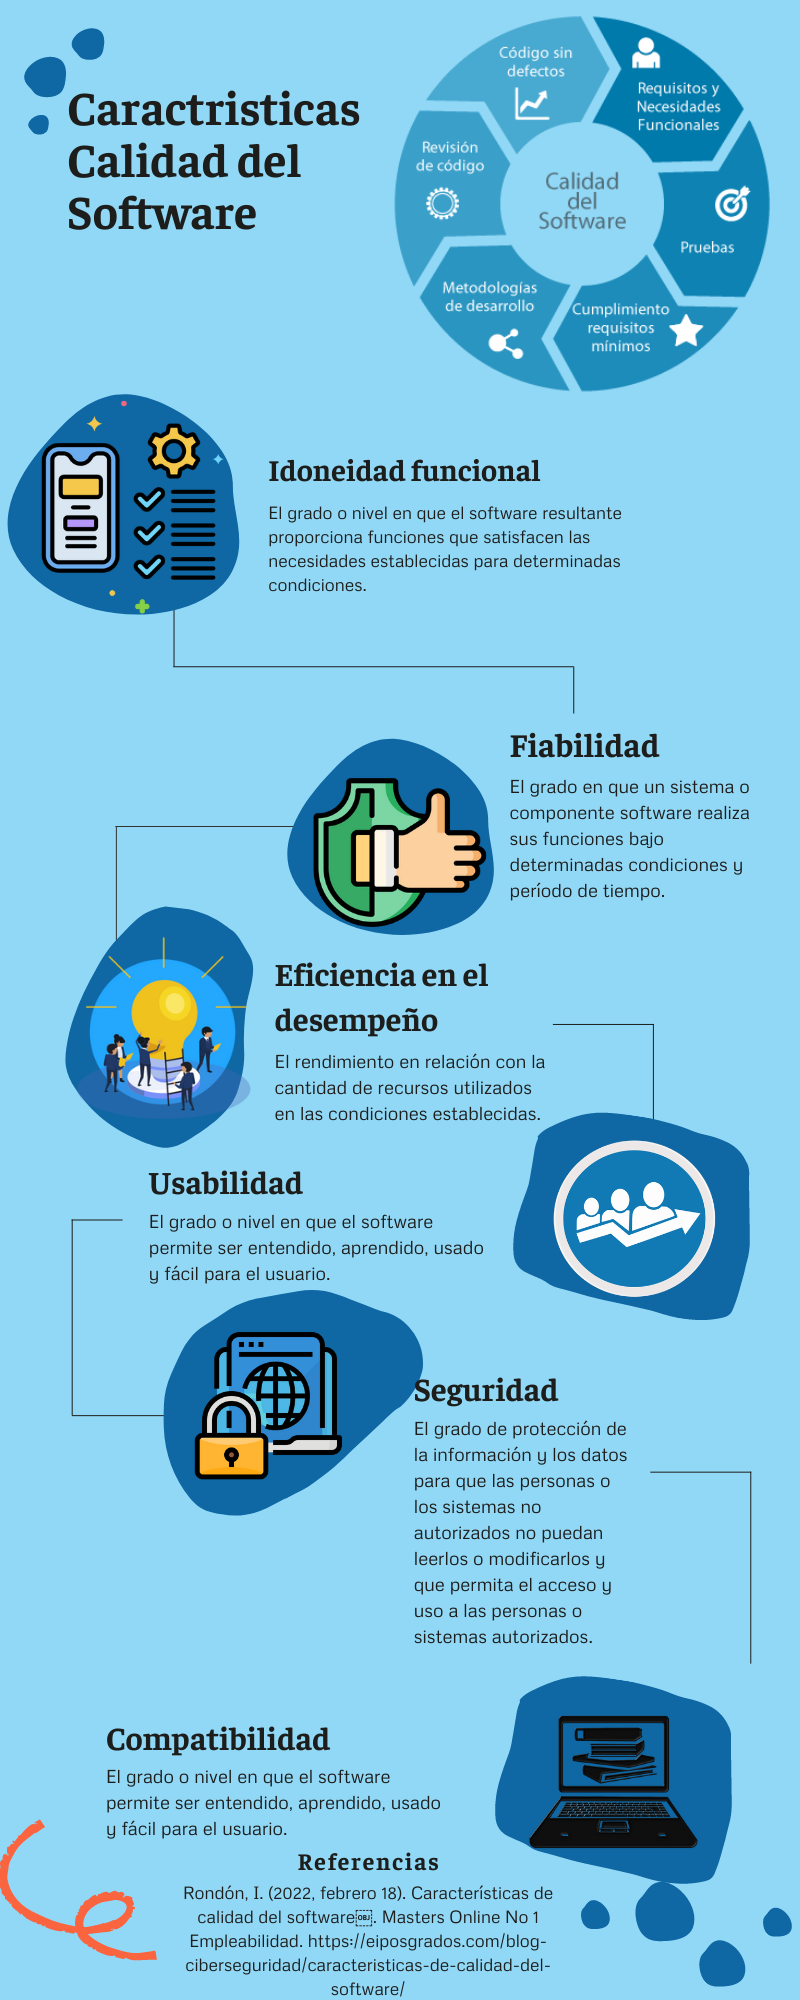 Caractristicas
Calidad del
Software
Código sin
defectos
Requisitos y
Necesidades
Funcionales
Revisión
de código
Calidad
del
Software
Pruebas
Metodologías
de desarrollo
Cumplimiento
requisitos
mínimos
Idoneidad funcional
El grado o nivel en que el software resultante
proporciona funciones que satisfacen las
necesidades establecidas para determinadas
condiciones.
Fiabilidad
El grado en que un sistema o
componente software realiza
sus funciones bajo
determinadas condiciones y
período de tiempo.
Eficiencia en el
desempeño
El rendimiento en relación con la
cantidad de recursos utilizados
en las condiciones establecidas.
Usabilidad
El grado o nivel en que el software
permite ser entendido, aprendido, usado
y fácil para el usuario.
Seguridad
El grado de protección de
la información y los datos
para que las personas o
los sistemas no
autorizados no puedan
leerlos o modificarlos y
que permita el acceso y
uso a las personas o
sistemas autorizados.
Compatibilidad
El grado o nivel en que el software
permite ser entendido, aprendido, usado
y fácil para el usuario.
Referencias
Rondón, I. (2022, febrero 18). Características de
calidad del software￼. Masters Online No 1
Empleabilidad. https://eiposgrados.com/blog-
ciberseguridad/caracteristicas-de-calidad-del-
software/